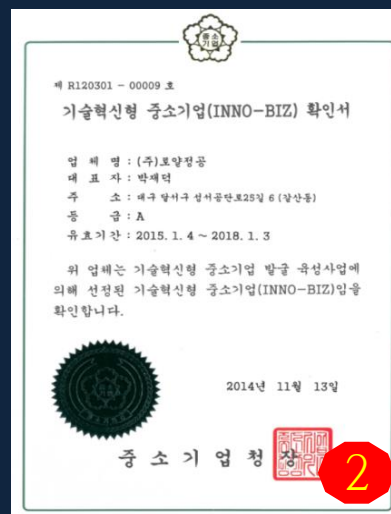 중소
기업
제 R120301 - 00009 호
기술혁신형 중소기업(INNO-BIZ) 확인서
업 체 명 : (주)로얄정공
대 표 자 : 박재덕
주 소 : 대구 달서구 성서공단로25길 6 (갈산동)
등 급 : A
유효기간 : 2015. 1. 4 ~ 2018. 1. 3
위 업체는 기술혁신형 중소기업 발굴 육성사업에
의해 선정된 기술혁신형 중소기업(INNO-BIZ)임을
확인합니다.
2014년 11월 13일
중 소 기 업 청 장
2